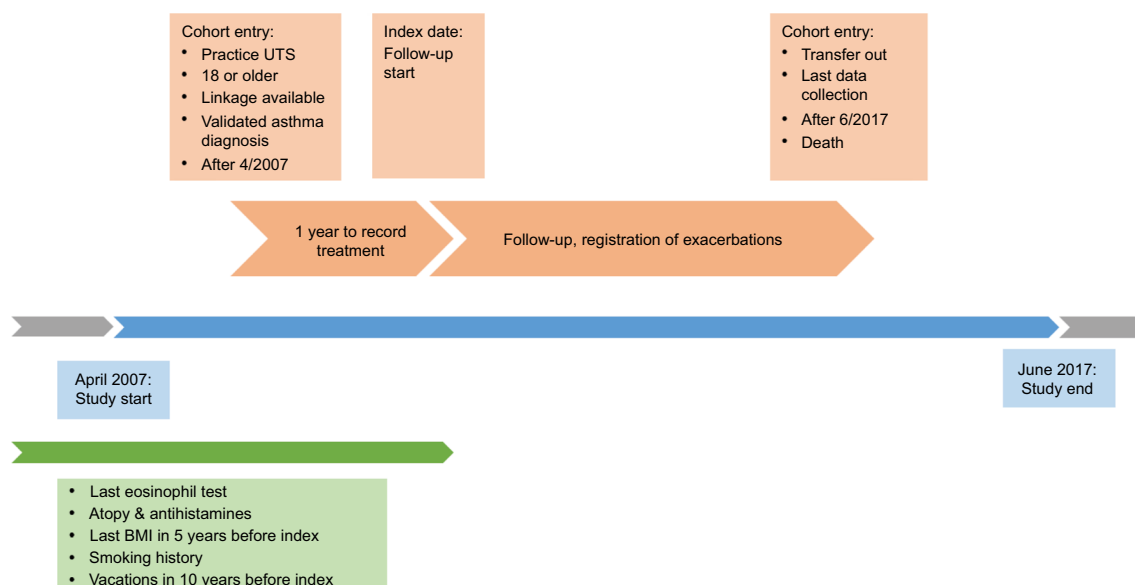 Cohort entry:
• Practice UTS
• 18 or older
• Linkage available
• Validated asthma
diagnosis
• After 4/2007
Index date:
Follow-up
start
Cohort entry:
• Transfer out
• Last data
collection
• After 6/2017
• Death
1 year to record
treatment
Follow-up, registration of exacerbations
April 2007:
Study start
June 2017:
Study end
• Last eosinophil test
• Atopy & antihistamines
• Last BMI in 5 years before index
• Smoking history
• Vacations in 10 years before index